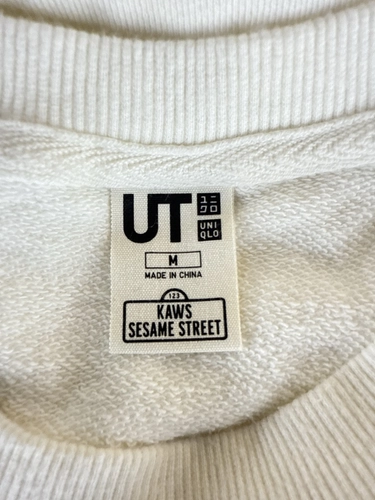 UT
ユニ
クロ
UNI
QLO
M
MADE IN CHINA
123
KAWS
SESAME STREET